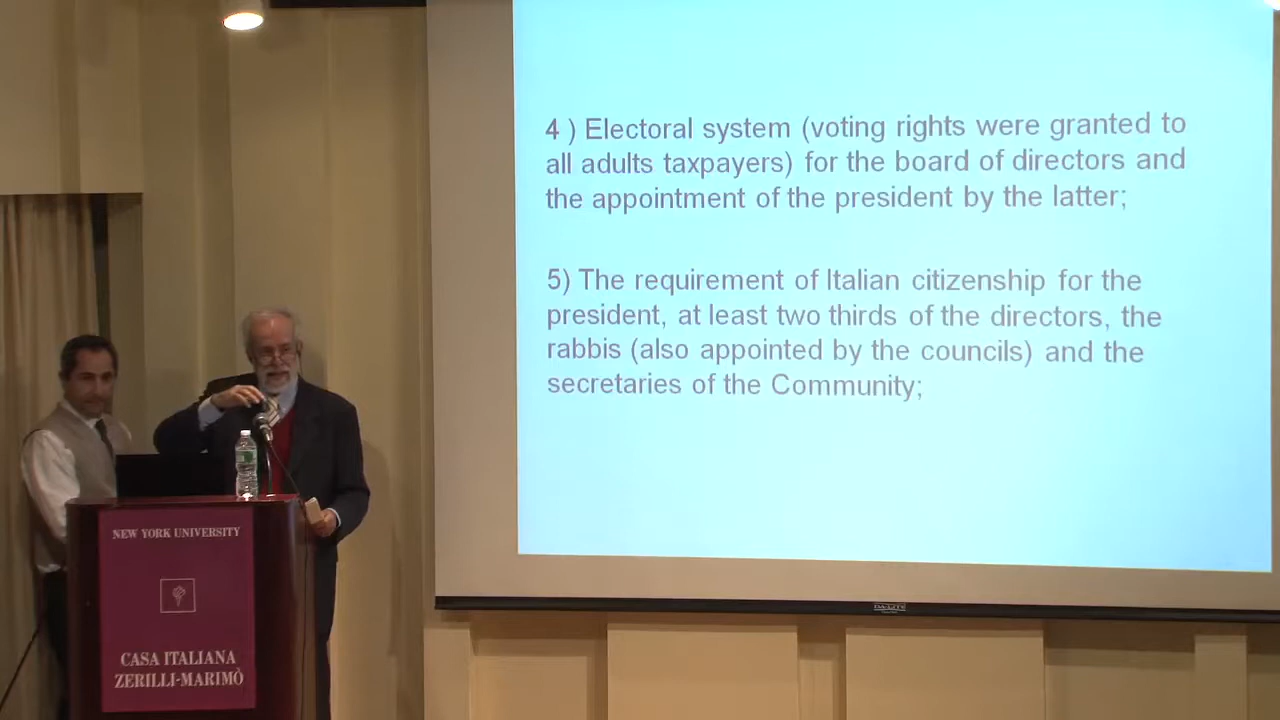 4 ) Electoral system (voting rights were granted to
all adults taxpayers) for the board of directors and
the appointment of the president by the latter;
5) The requirement of Italian citizenship for the
president, at least two thirds of the directors, the
rabbis (also appointed by the councils) and the
secretaries of the Community;
NEW YORK UNIVERSITY
CASA ITALIANA
ZERILLI-MARIMÒ
DA-LITE